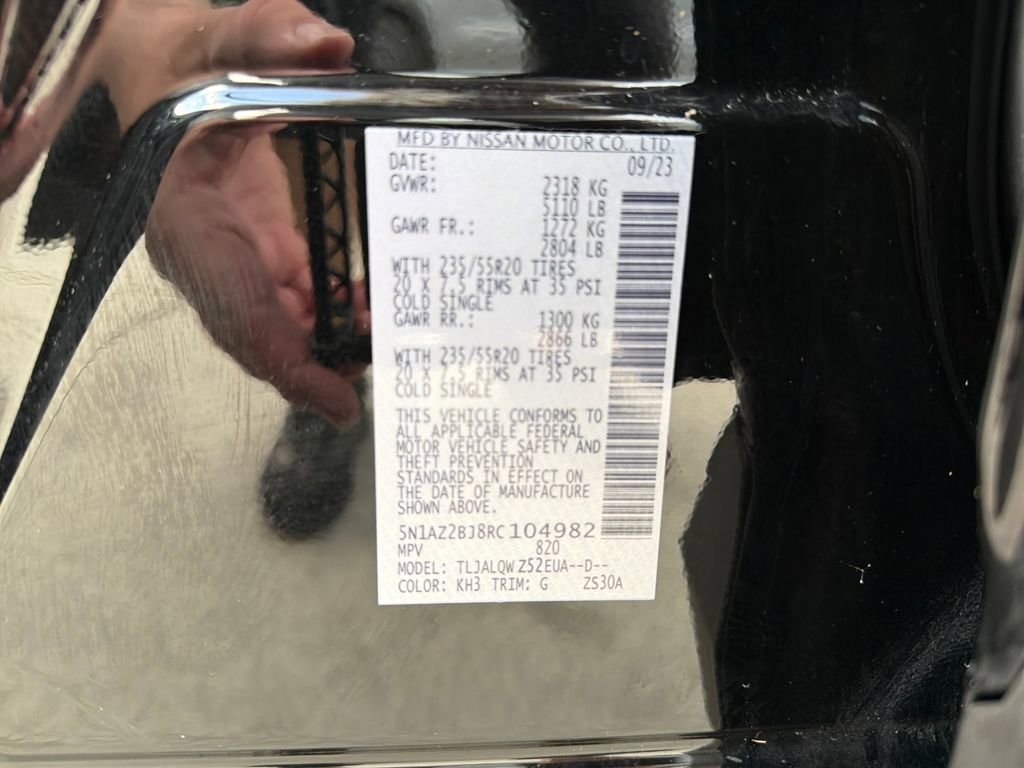 MFD BY NISSAN MOTOR CO., LTD.
DATE: 09/23
GVWR: 2318 KG
5110 LB
GAWR FR.: 1272 KG
2804 LB
WITH 235/55R20 TIRES
20 X 7.5 RIMS AT 35 PSI
COLD SINGLE
GAWR RR.: 1300 KG
2866 LB
WITH 235/55R20 TIRES
20 X 7.5 RIMS AT 35 PSI
COLD SINGLE
THIS VEHICLE CONFORMS TO
ALL APPLICABLE FEDERAL
MOTOR VEHICLE SAFETY AND
THEFT PREVENTION
STANDARDS IN EFFECT ON
THE DATE OF MANUFACTURE
SHOWN ABOVE.
5N1AZ2BJ8RC104982
MPV 820
MODEL: TLJALQWZ52EUA--D--
COLOR: KH3 TRIM: G ZS30A